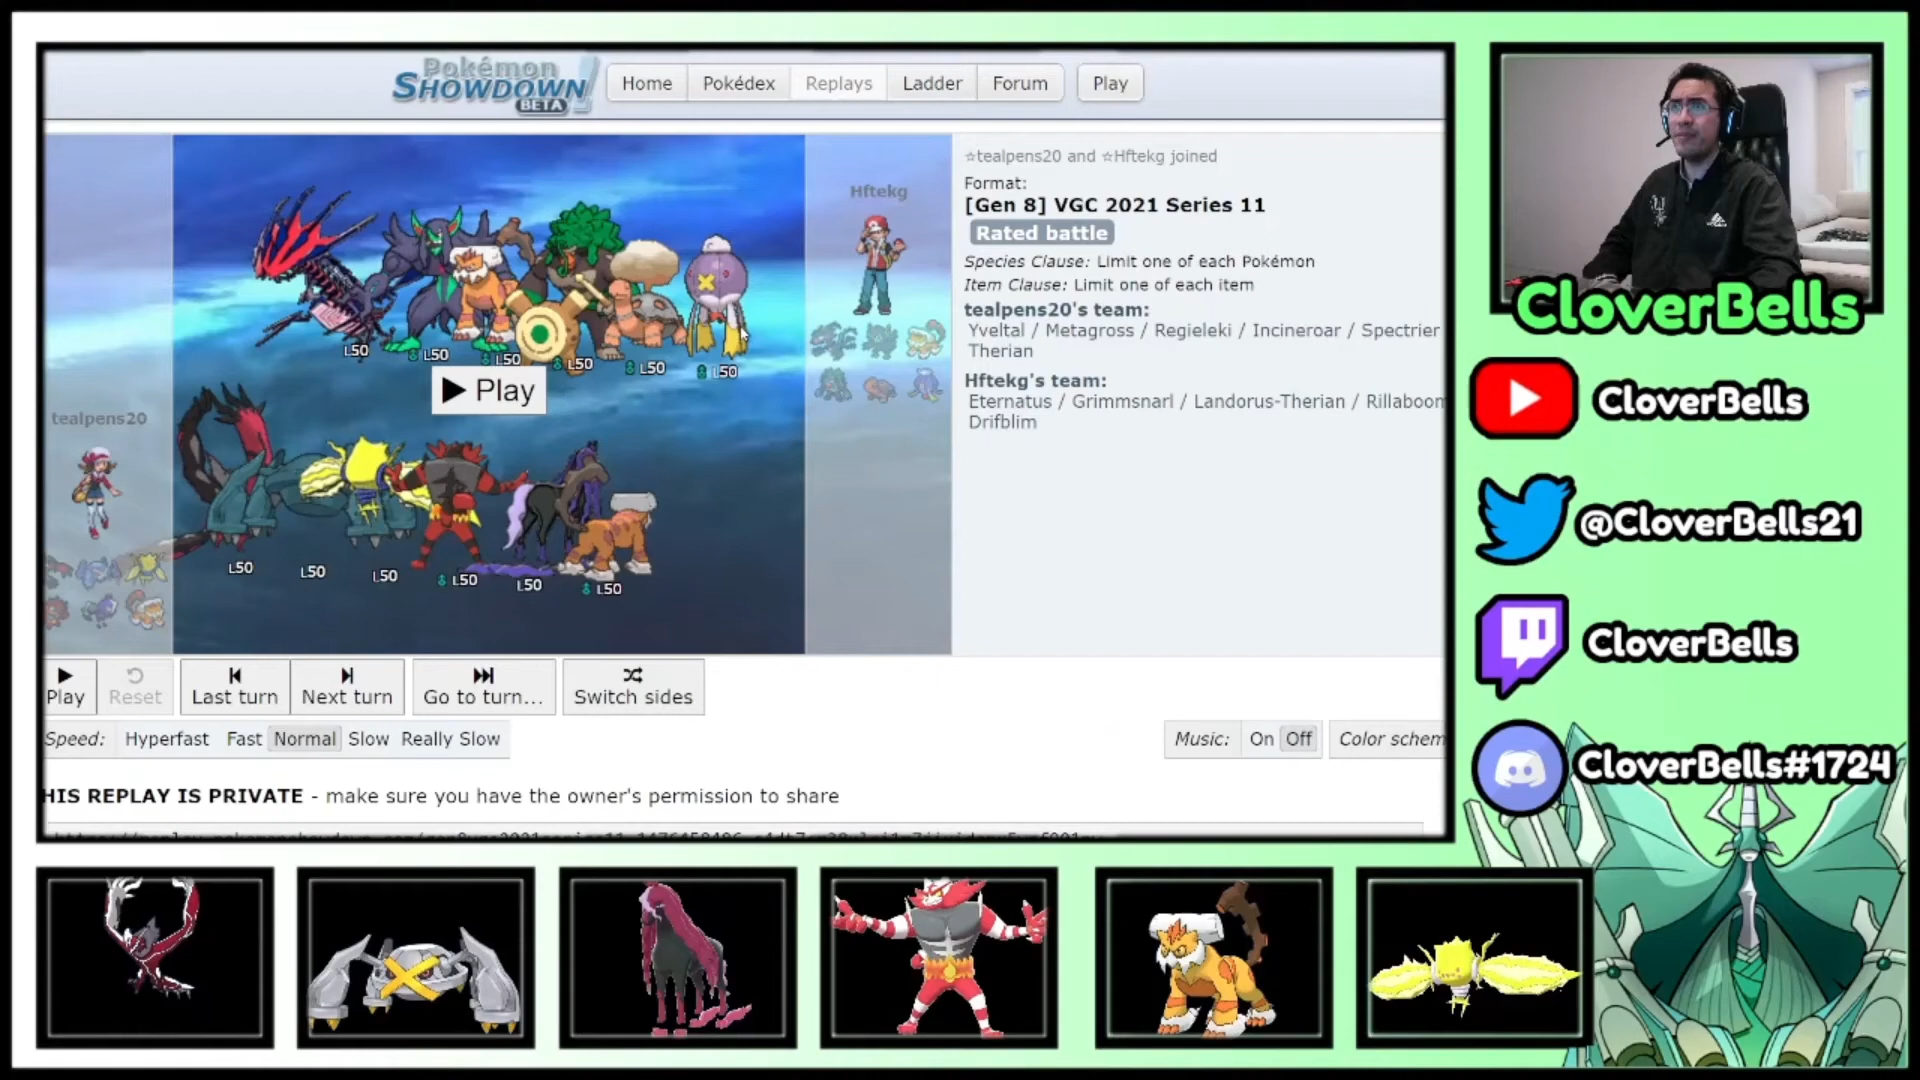 Pokémon
SHOWDOWN!
BETA
Home
Pokédex
Replays
Ladder
Forum
Play
Hftekg
tealpens20
L50
L50
L50
L50
L50
L50
Play
L50
L50
L50
L50
L50
L50
☆tealpens20 and ☆Hftekg joined
Format:
[Gen 8] VGC 2021 Series 11
Rated battle
Species Clause: Limit one of each Pokémon
Item Clause: Limit one of each item
tealpens20's team:
Yveltal / Metagross / Regieleki / Incineroar / Spectrier
Therian
Hftekg's team:
Eternatus / Grimmsnarl / Landorus-Therian / Rillaboom
Drifblim
Play
Reset
Last turn
Next turn
Go to turn...
Switch sides
Speed: Hyperfast Fast Normal Slow Really Slow
Music: On Off
Color schem
HIS REPLAY IS PRIVATE - make sure you have the owner's permission to share
CloverBells
CloverBells
@CloverBells21
CloverBells
CloverBells#1724